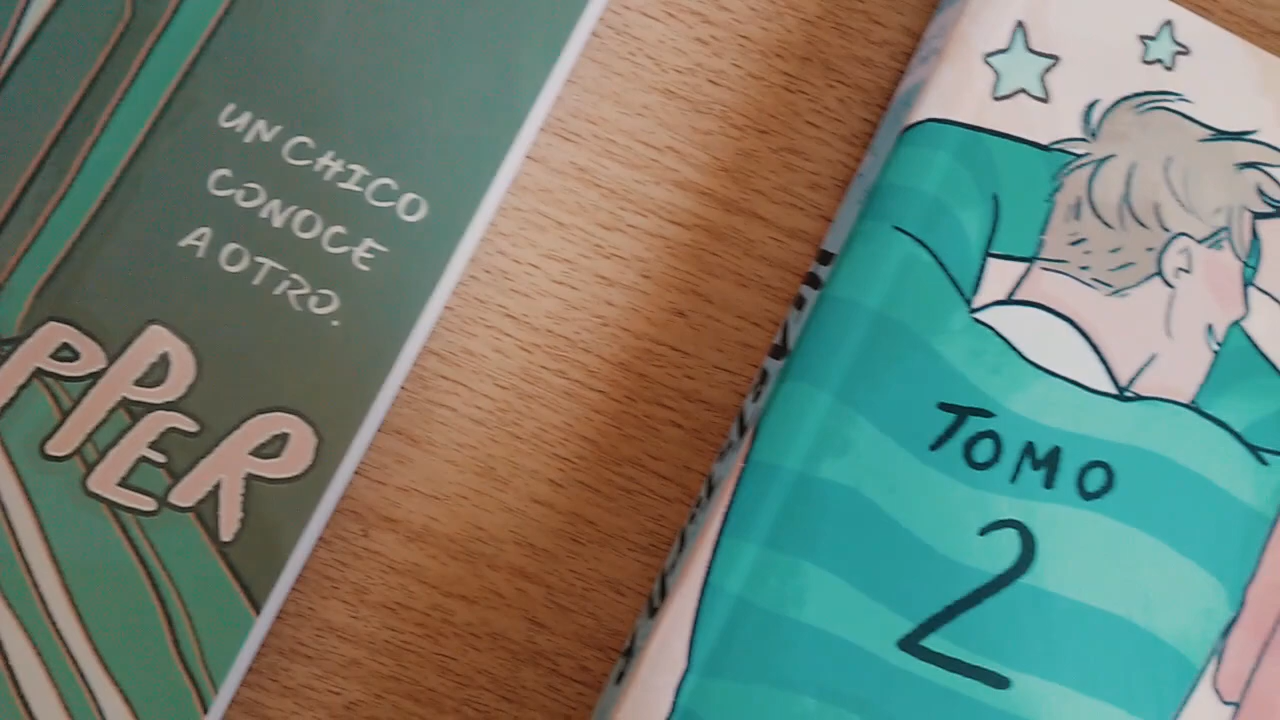 UN CHICO
CONOCE
A OTRO.
PPER
TOMO
2